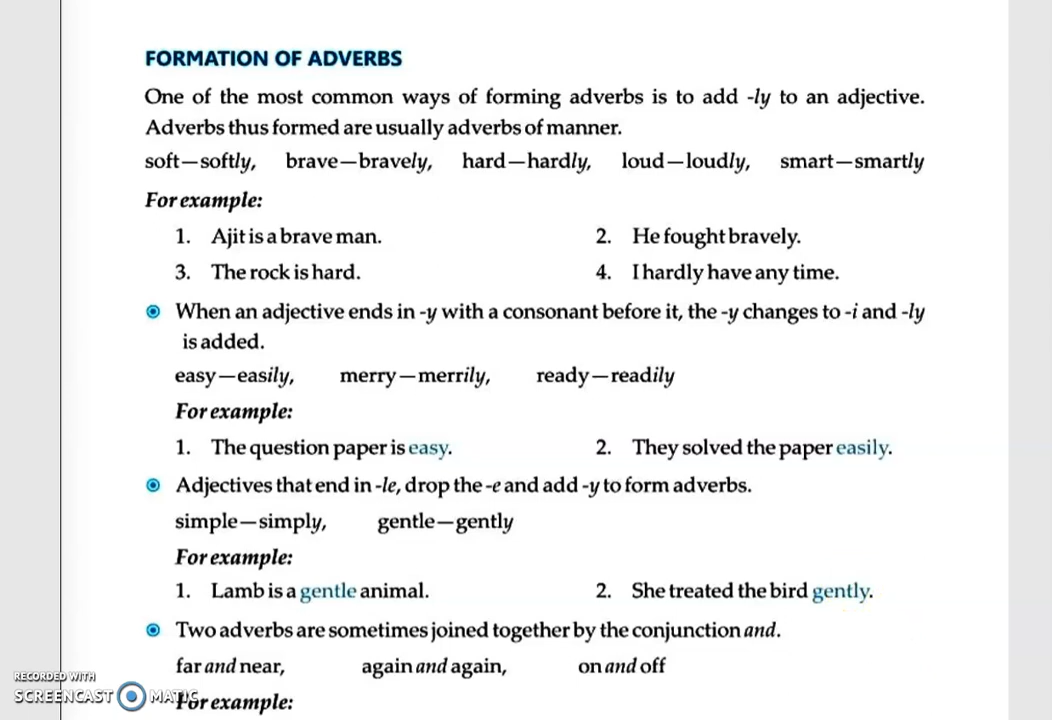 FORMATION OF ADVERBS
One of the most common ways of forming adverbs is to add -ly to an adjective.
Adverbs thus formed are usually adverbs of manner.
soft—softly, brave—bravely, hard—hardly, loud—loudly, smart—smartly
For example:
1. Ajit is a brave man. 2. He fought bravely.
3. The rock is hard. 4. I hardly have any time.
When an adjective ends in -y with a consonant before it, the -y changes to -i and -ly
is added.
easy—easily, merry—merrily, ready—readily
For example:
1. The question paper is easy. 2. They solved the paper easily.
Adjectives that end in -le, drop the -e and add -y to form adverbs.
simple—simply, gentle—gently
For example:
1. Lamb is a gentle animal. 2. She treated the bird gently.
Two adverbs are sometimes joined together by the conjunction and.
far and near, again and again, on and off
For example:
RECORDED WITH
SCREENCAST MATIC